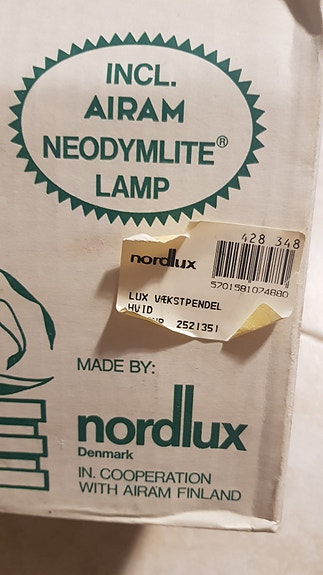 INCL.
AIRAM
NEODYMLITE®
LAMP
428 348
nordlux
5701581074880
LUX VÆKSTPENDEL
HVID
2521351
MADE BY:
nordlux
Denmark
IN. COOPERATION
WITH AIRAM FINLAND